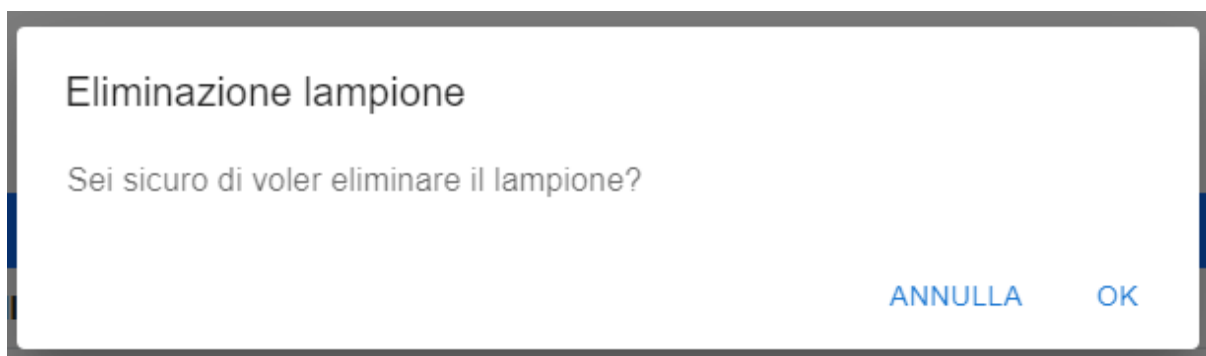 Eliminazione lampione
Sei sicuro di voler eliminare il lampione?
ANNULLA OK